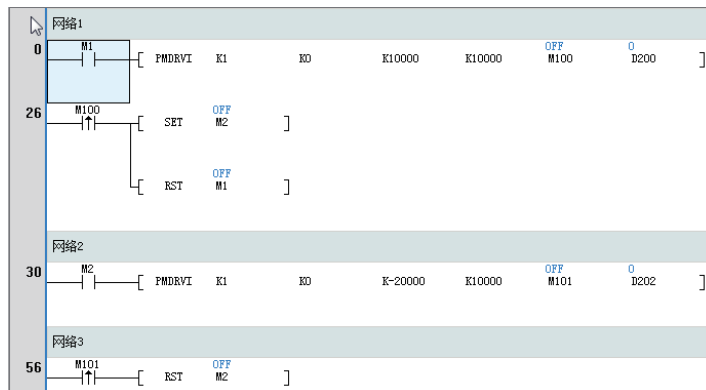 网络1
0 M1 PMDRVI K1 K0 K10000 K10000 OFF M100 0 D200
26 M100 SET OFF M2
RST OFF M1
网络2
30 M2 PMDRVI K1 K0 K-20000 K10000 OFF M101 0 D202
网络3
56 M101 RST OFF M2